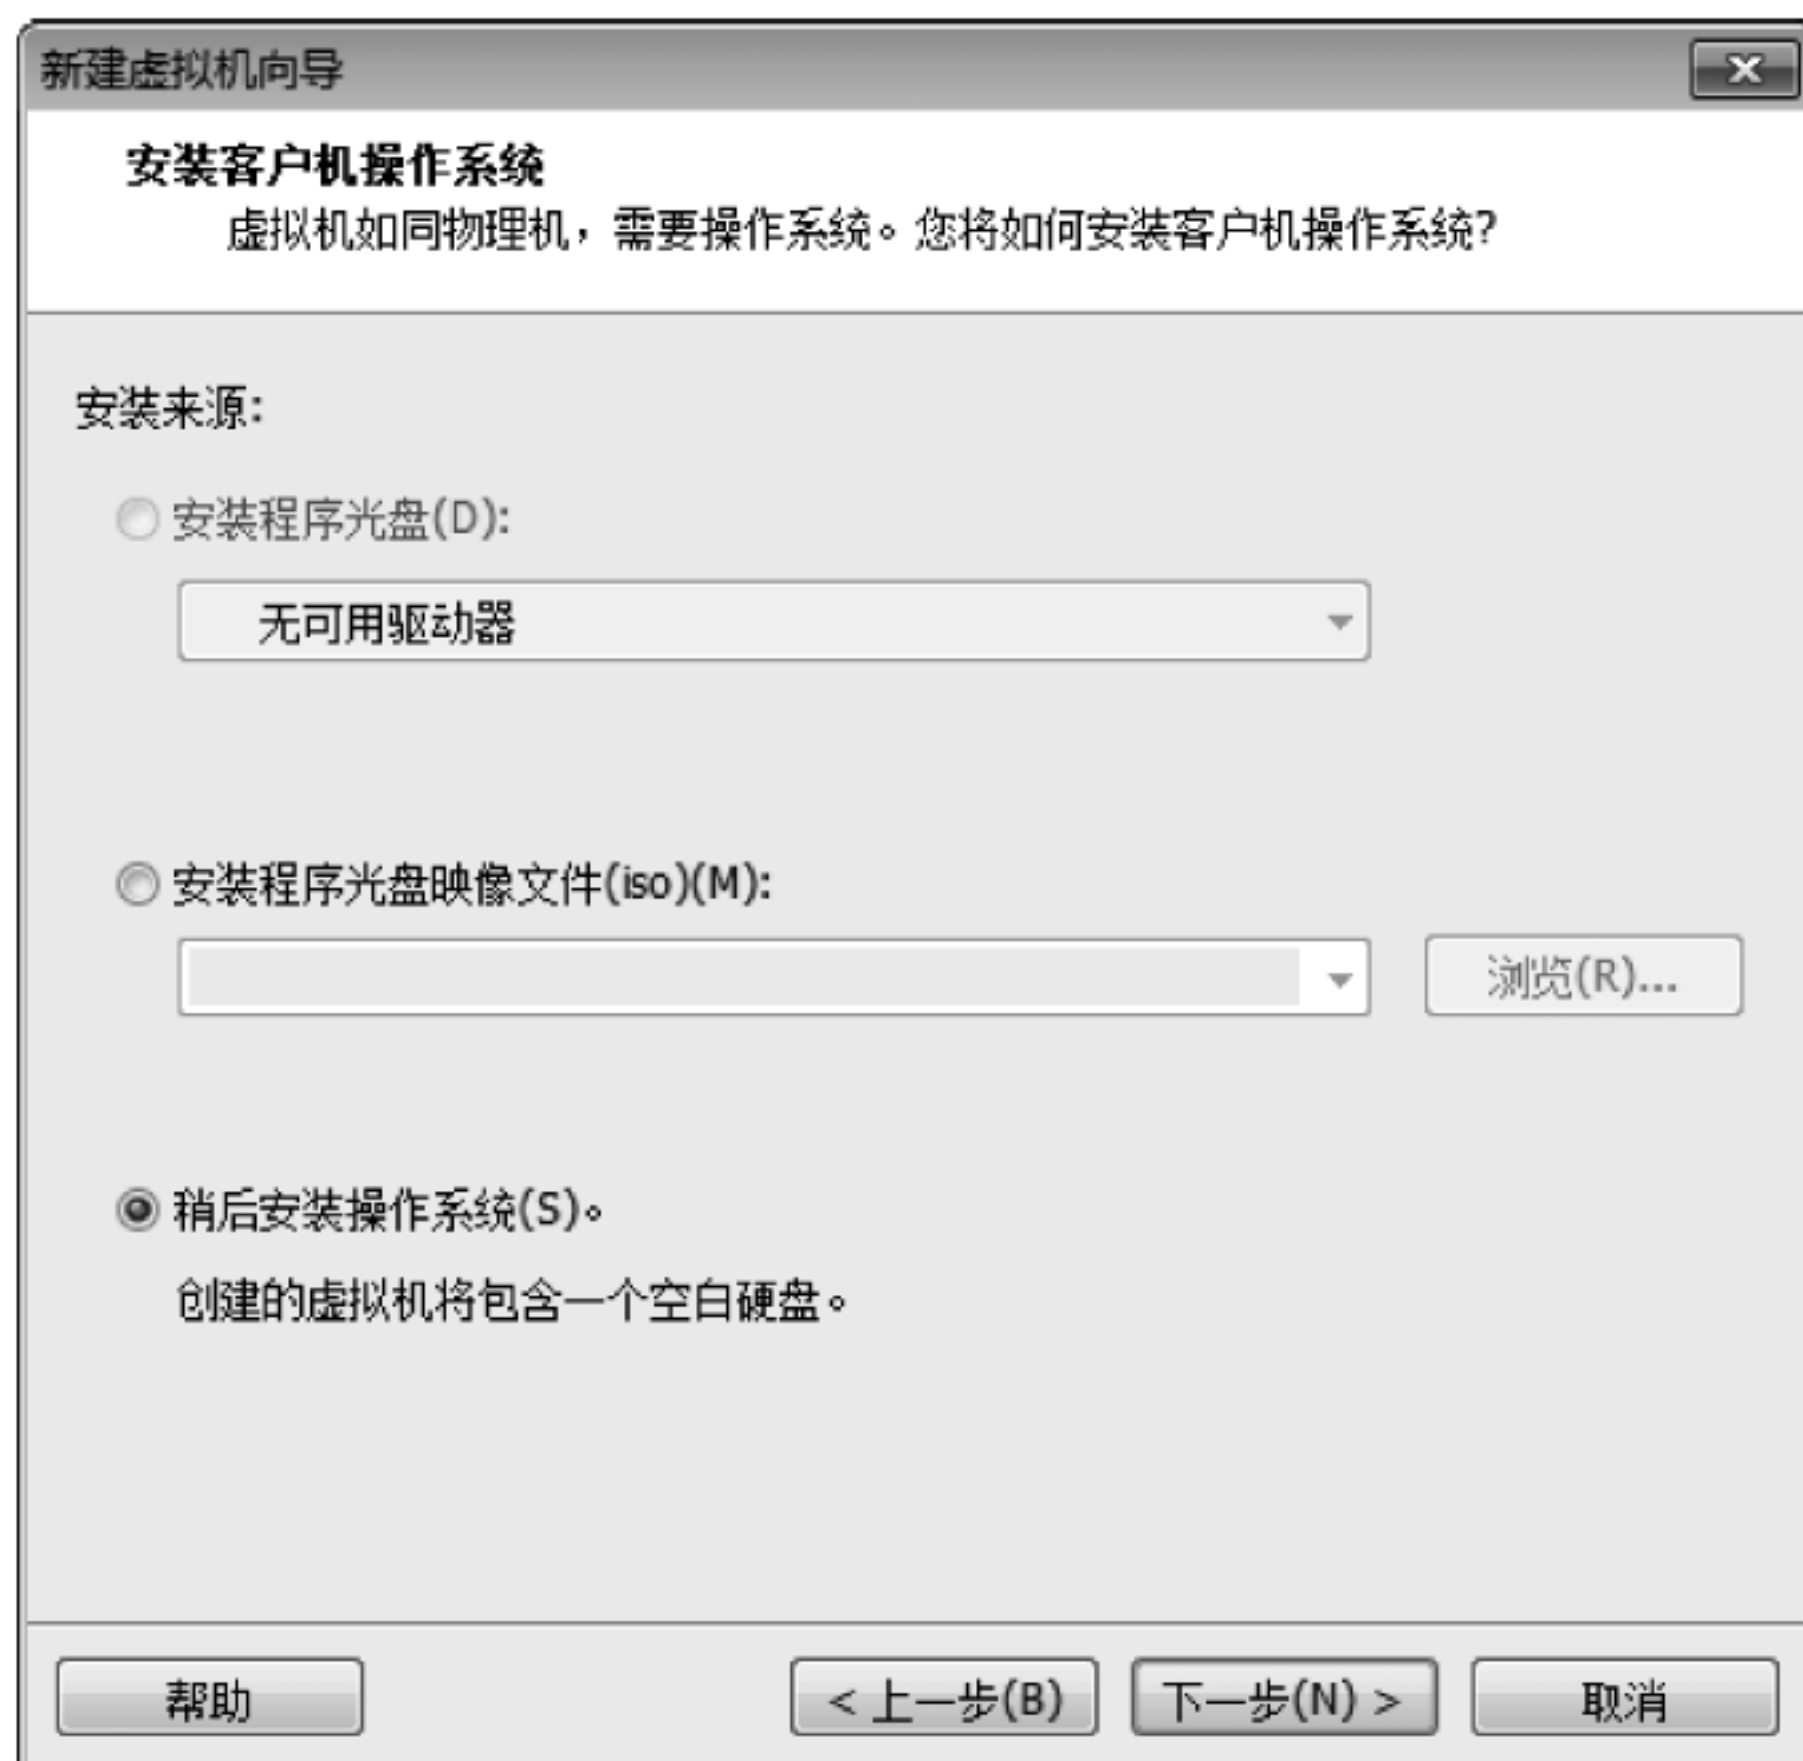 新建虚拟机向导
安装客户机操作系统
虚拟机如同物理机，需要操作系统。您将如何安装客户机操作系统?
安装来源:
安装程序光盘(D):
无可用驱动器
安装程序光盘映像文件(iso)(M):
浏览(R)...
稍后安装操作系统(S)。
创建的虚拟机将包含一个空白硬盘。
帮助
< 上一步(B)
下一步(N) >
取消